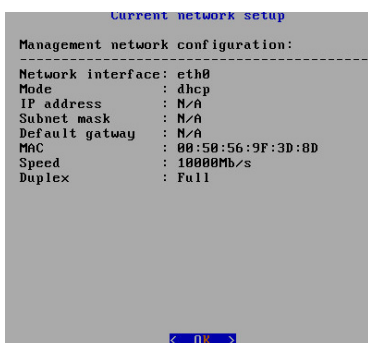 Current network setup
Management network configuration:
------------------------------------
Network interface: eth0
Mode : dhcp
IP address : N/A
Subnet mask : N/A
Default gatway : N/A
MAC : 00:50:56:9F:3D:8D
Speed : 10000Mb/s
Duplex : Full
< OK >